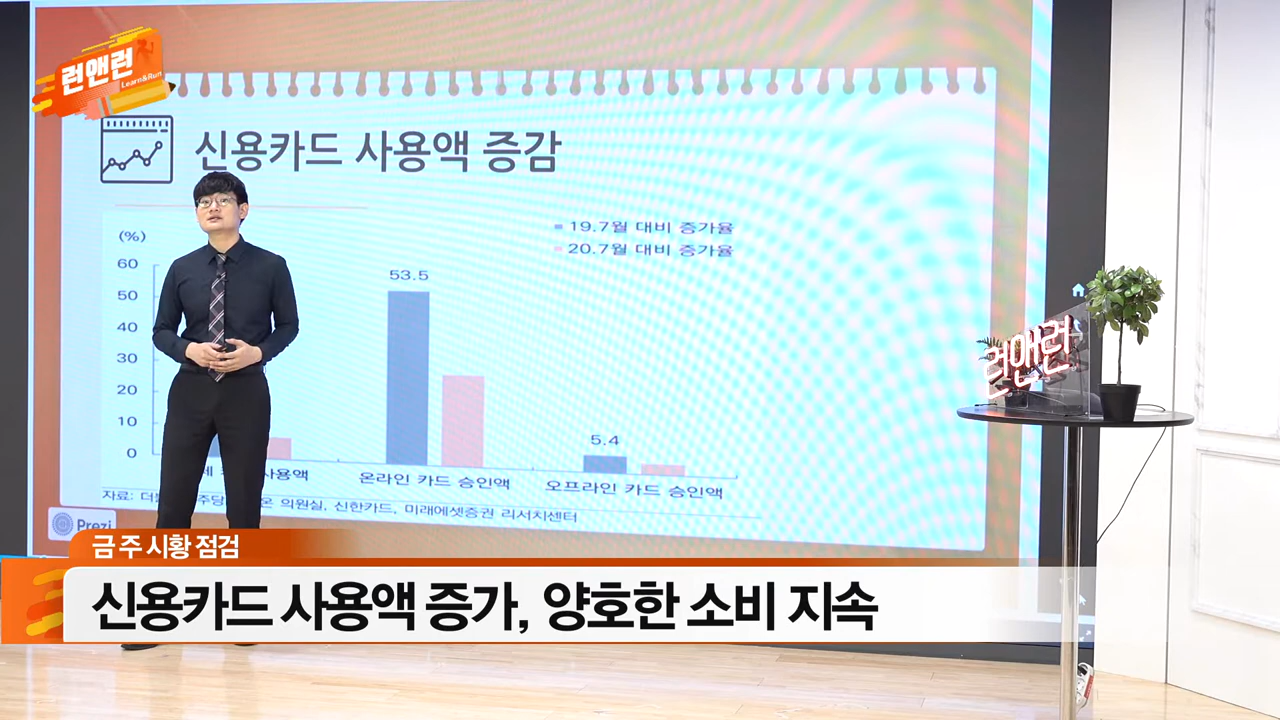 런앤런
Learn&Run
신용카드 사용액 증감
19.7월 대비 증가율
20.7월 대비 증가율
(%)
60
50
40
30
20
10
0
53.5
5.4
사용액
온라인 카드 승인액
오프라인 카드 승인액
자료: 의원실, 신한카드, 미래에셋증권 리서치센터
Prezi
런앤런
금주 시황 점검
신용카드 사용액 증가, 양호한 소비 지속